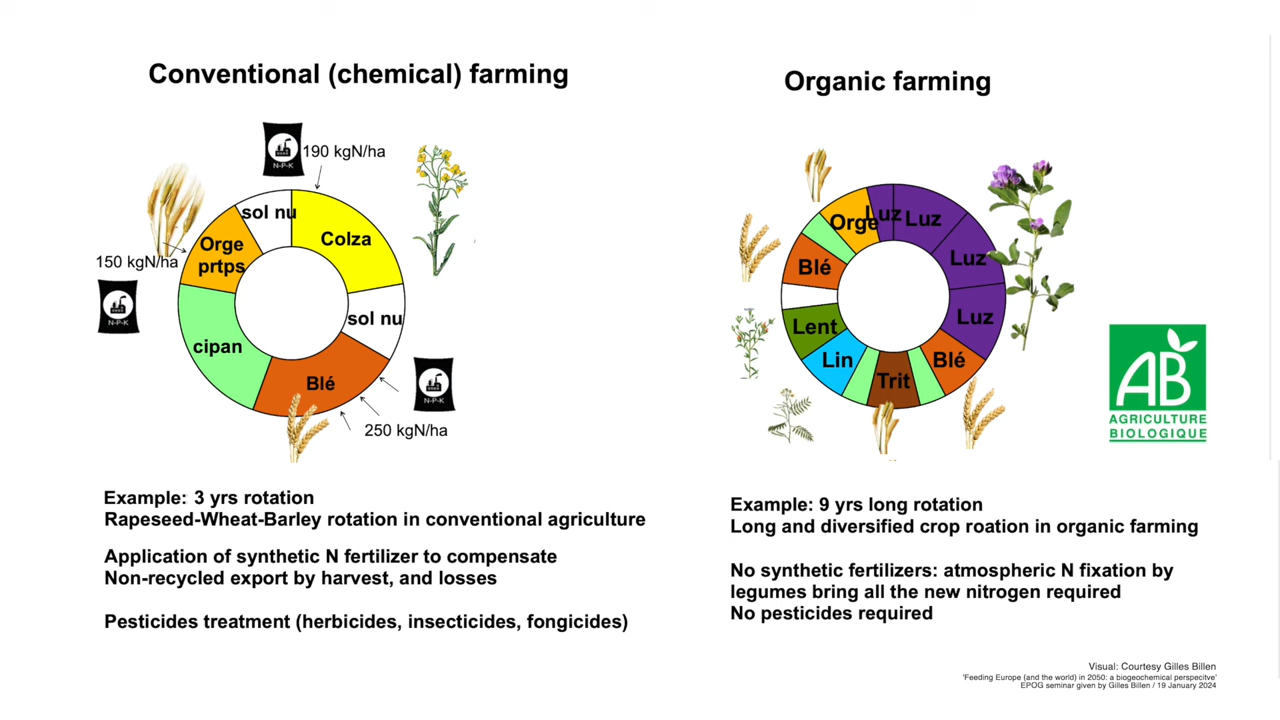 Conventional (chemical) farming
N-P-K
190 kgN/ha
sol nu
Colza
Orge
prtps
150 kgN/ha
N-P-K
sol nu
cipan
Blé
N-P-K
250 kgN/ha
Example: 3 yrs rotation
Rapeseed-Wheat-Barley rotation in conventional agriculture
Application of synthetic N fertilizer to compensate
Non-recycled export by harvest, and losses
Pesticides treatment (herbicides, insecticides, fongicides)
Organic farming
Luz
Luz
Orge
Luz
Blé
Luz
Lent
Lin
Blé
Trit
AB
AGRICULTURE
BIOLOGIQUE
Example: 9 yrs long rotation
Long and diversified crop roation in organic farming
No synthetic fertilizers: atmospheric N fixation by
legumes bring all the new nitrogen required
No pesticides required
Visual: Courtesy Gilles Billen
'Feeding Europe (and the world) in 2050: a biogeochemical perspecitve'
EPOG seminar given by Gilles Billen / 19 January 2024